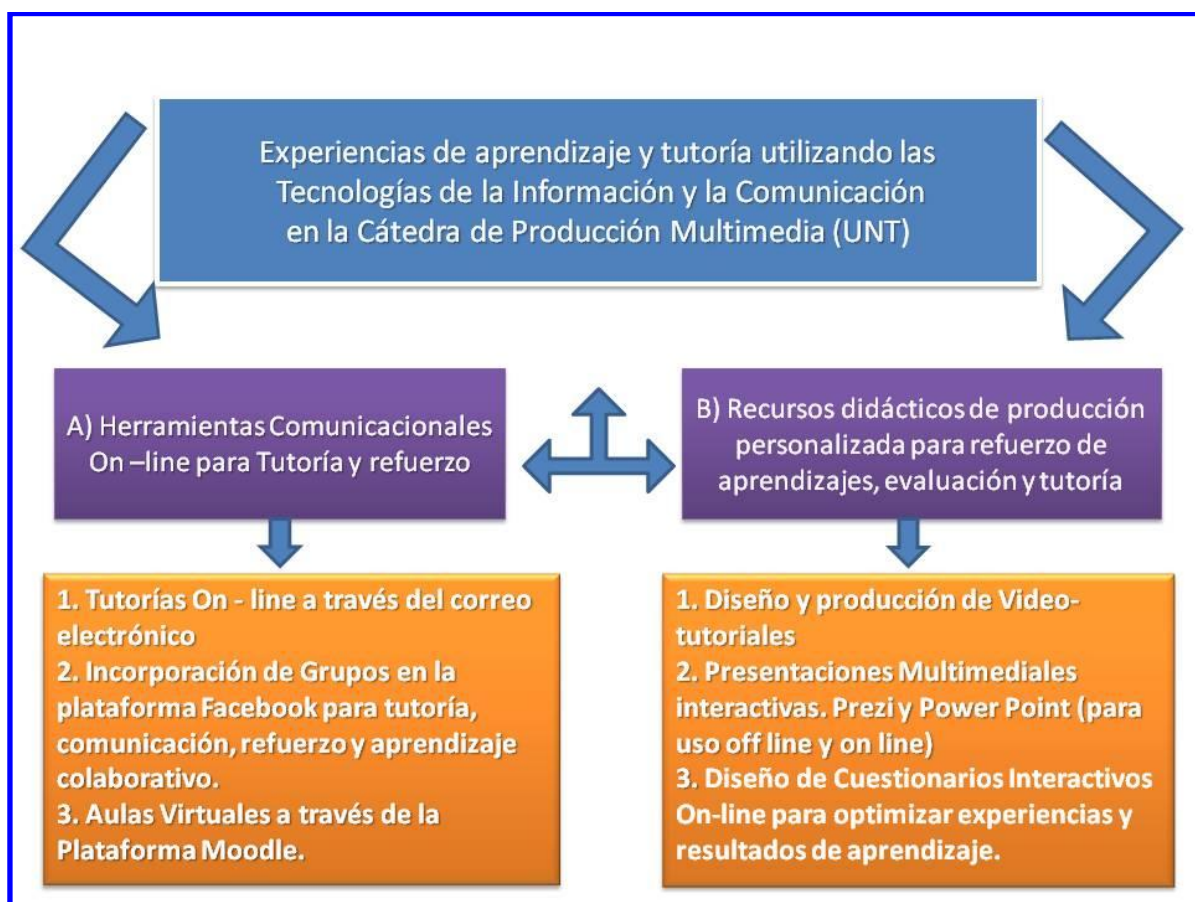 Experiencias de aprendizaje y tutoría utilizando las
Tecnologías de la Información y la Comunicación
en la Cátedra de Producción Multimedia (UNT)
A) Herramientas Comunicacionales
On –line para Tutoría y refuerzo
B) Recursos didácticos de producción
personalizada para refuerzo de
aprendizajes, evaluación y tutoría
1. Tutorías On - line a través del correo
electrónico
2. Incorporación de Grupos en la
plataforma Facebook para tutoría,
comunicación, refuerzo y aprendizaje
colaborativo.
3. Aulas Virtuales a través de la
Plataforma Moodle.
1. Diseño y producción de Video-
tutoriales
2. Presentaciones Multimediales
interactivas. Prezi y Power Point (para
uso off line y on line)
3. Diseño de Cuestionarios Interactivos
On-line para optimizar experiencias y
resultados de aprendizaje.